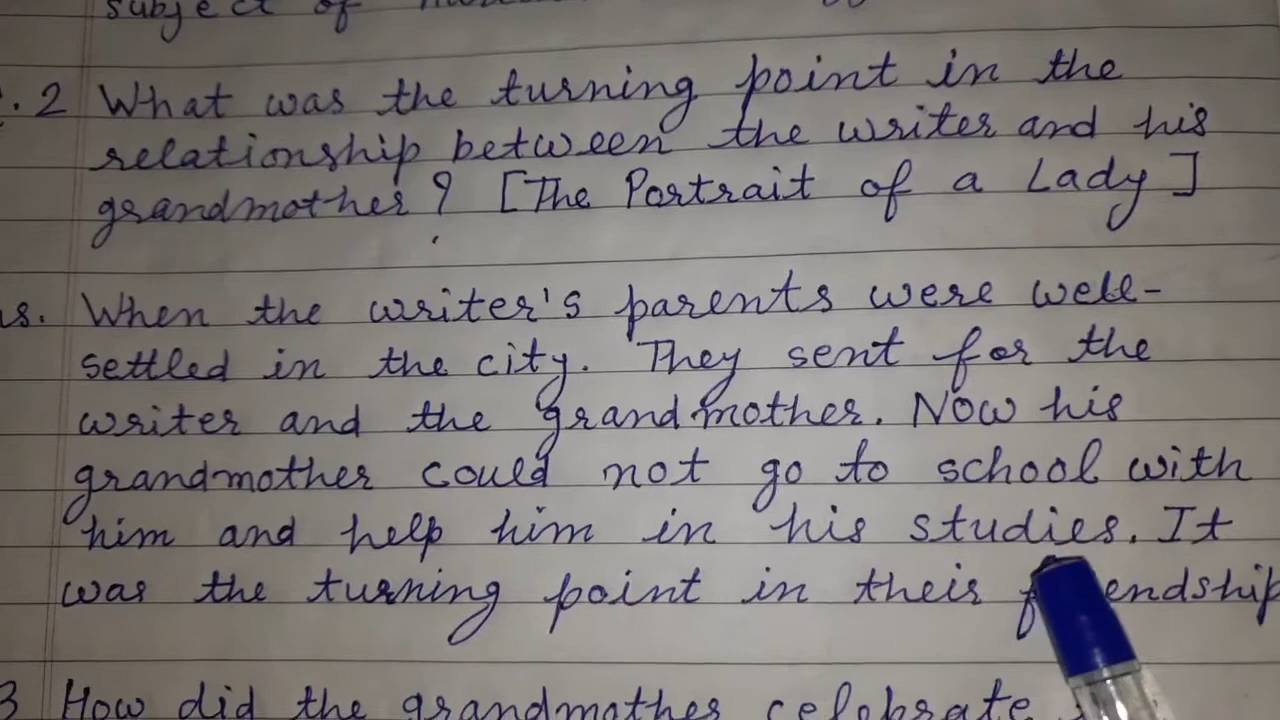 subject of
.2 What was the turning point in the
relationship between the writer and his
grandmother? [The Portrait of a Lady]
s. When the writer's parents were well-
settled in the city. They sent for the
writer and the grandmother. Now his
grandmother could not go to school with
him and help him in his studies. It
was the turning point in their friendship
3 How did the grandmother celebrate